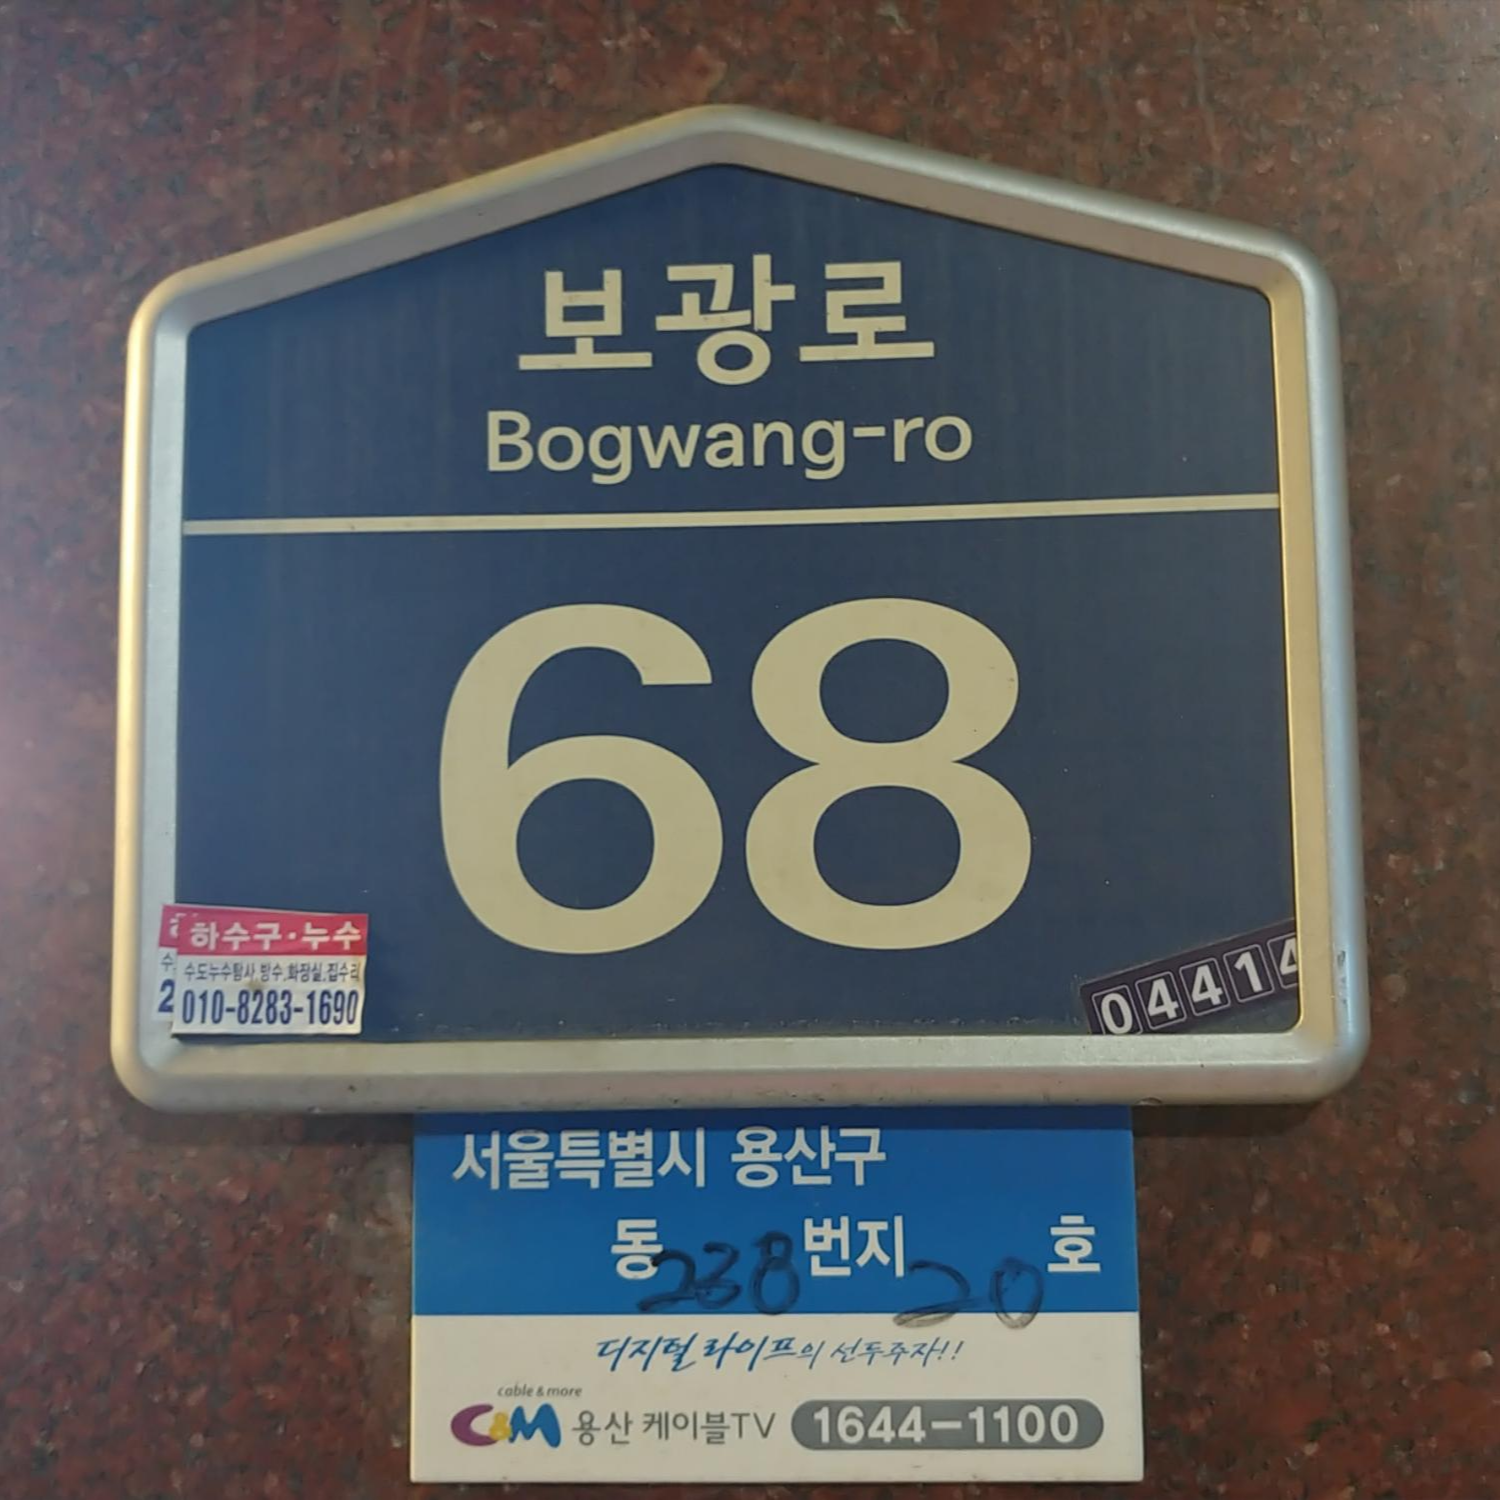 보광로
Bogwang-ro
68
하수구·누수
수도누수탐사.방수.화장실.집수리
010-8283-1690
04414
서울특별시 용산구
동 238 번지 20 호
디지털 라이프의 선두주자!!
cable & more
C&M 용산 케이블TV 1644-1100